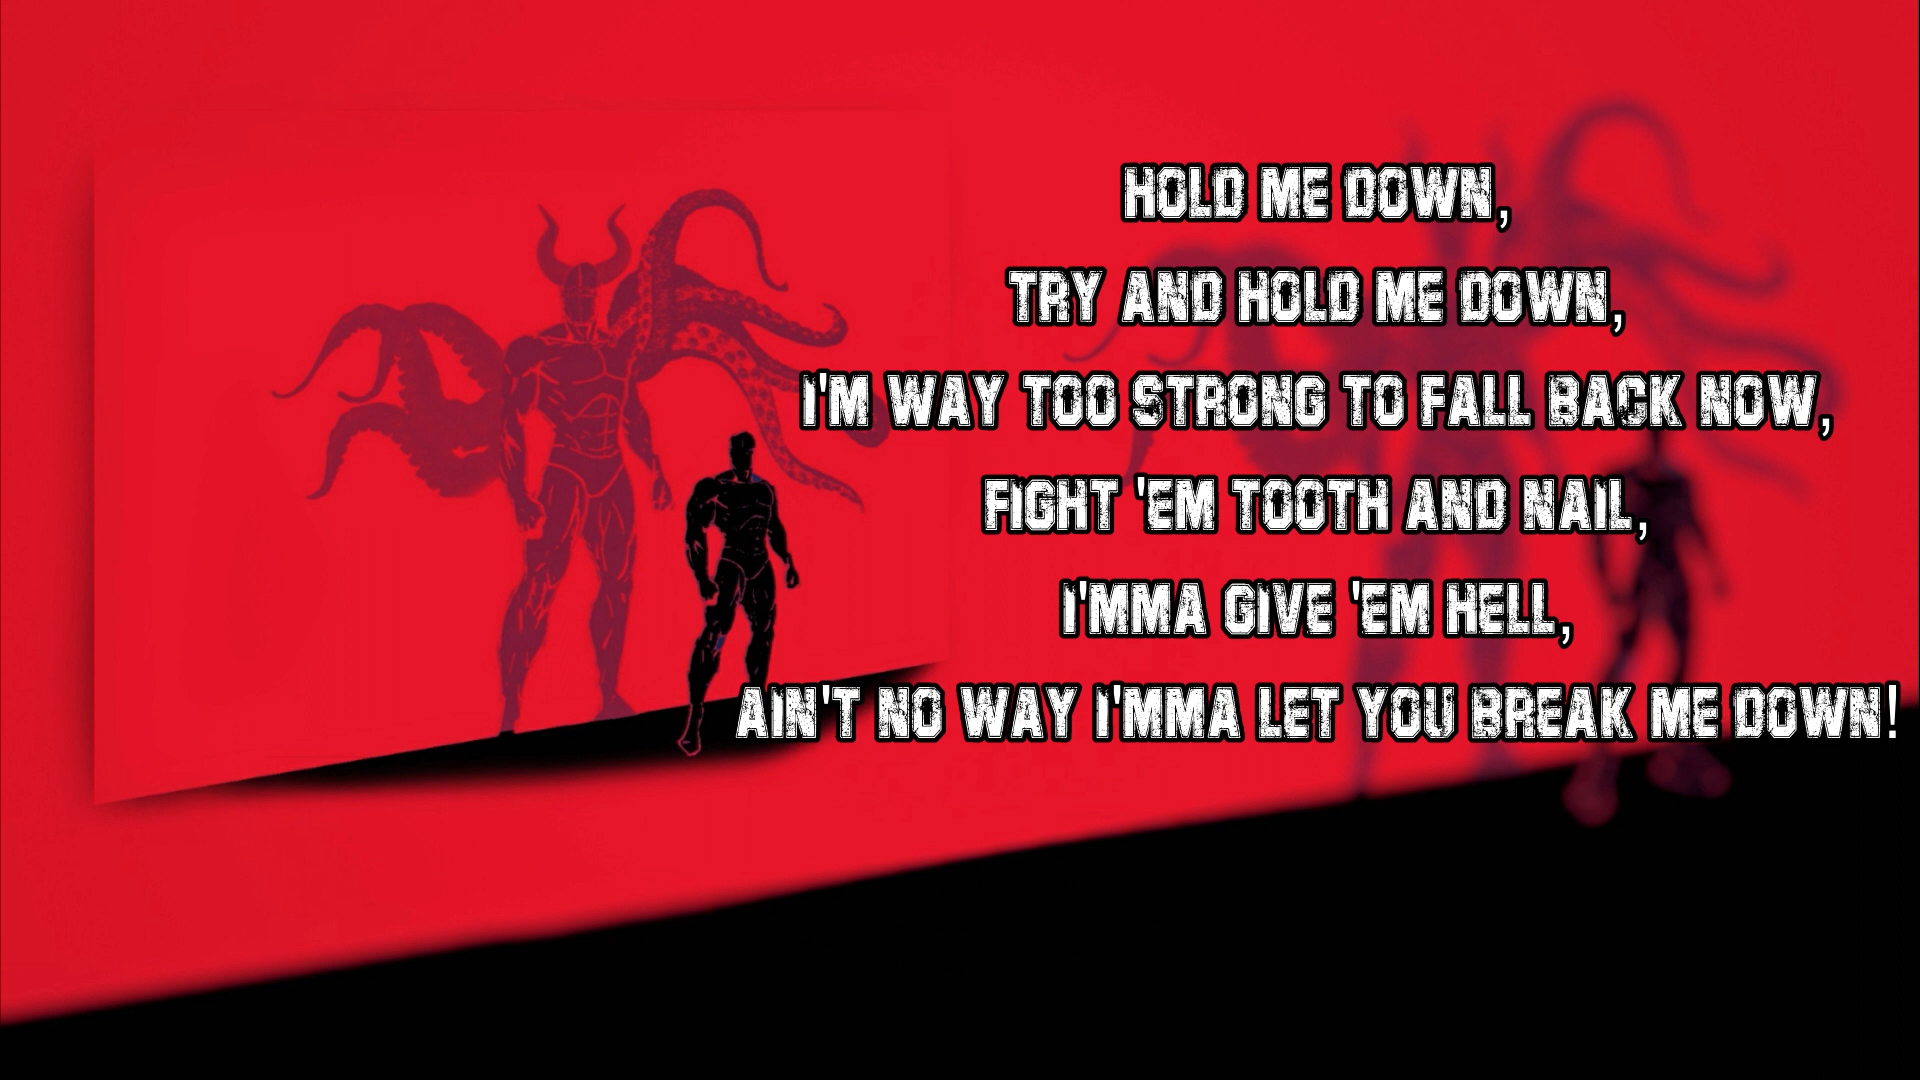 HOLD ME DOWN,
TRY AND HOLD ME DOWN,
I'M WAY TOO STRONG TO FALL BACK NOW,
FIGHT 'EM TOOTH AND NAIL,
I'MMA GIVE 'EM HELL,
AIN'T NO WAY I'MMA LET YOU BREAK ME DOWN!